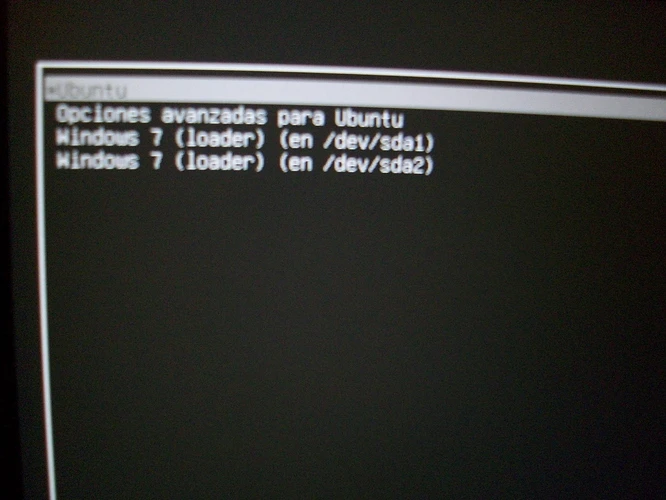 *Ubuntu
Opciones avanzadas para Ubuntu
Windows 7 (loader) (en /dev/sda1)
Windows 7 (loader) (en /dev/sda2)